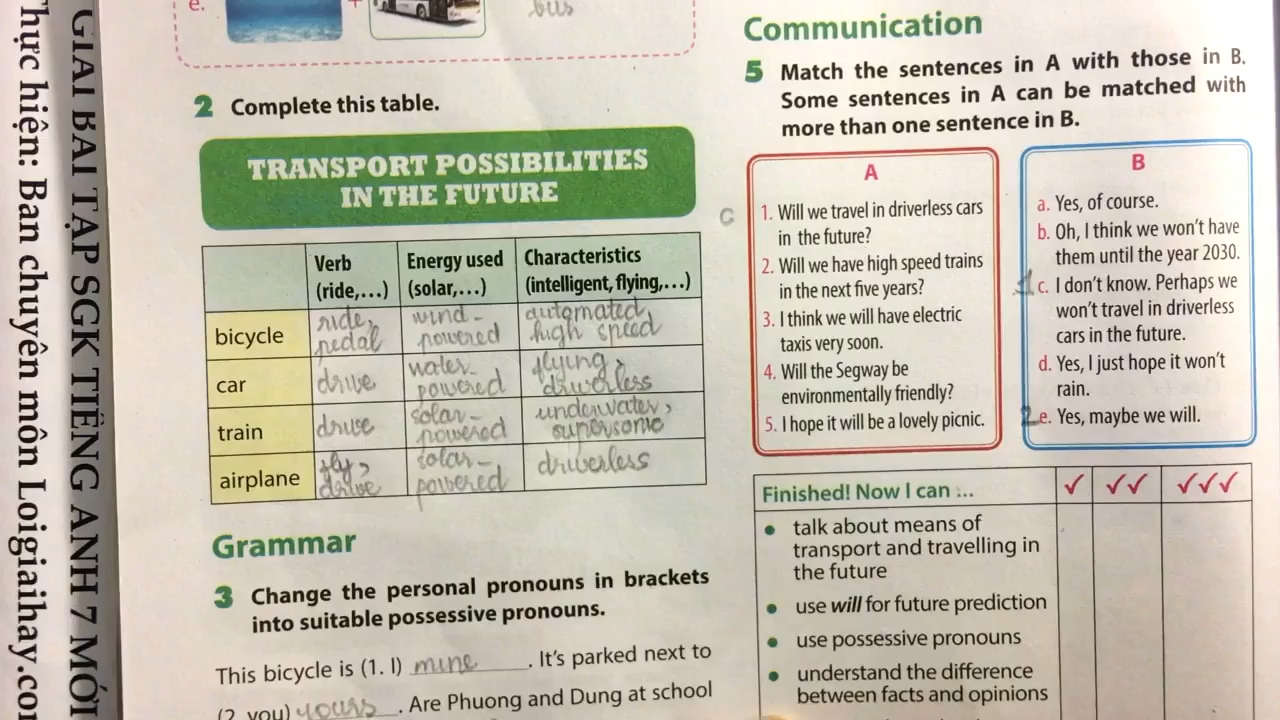 GIẢI BÀI TẬP SGK TIẾNG ANH 7 MỚI
Thực hiện: Ban chuyên môn Loigiaihay.com
e.
+
bus
2 Complete this table.
TRANSPORT POSSIBILITIES
IN THE FUTURE
Verb
(ride,...)
Energy used
(solar,...)
Characteristics
(intelligent, flying,...)
bicycle
ride,
pedal
wind-
powered
automated,
high speed
car
drive
water-
powered
flying,
driverless
train
drive
solar-
powered
underwater,
supersonic
airplane
fly,
drive
solar-
powered
driverless
Grammar
3 Change the personal pronouns in brackets
into suitable possessive pronouns.
This bicycle is (1. I) mine. It's parked next to
(2. you) yours. Are Phuong and Dung at school
Communication
5 Match the sentences in A with those in B.
Some sentences in A can be matched with
more than one sentence in B.
A
c 1. Will we travel in driverless cars
in the future?
2. Will we have high speed trains
in the next five years?
3. I think we will have electric
taxis very soon.
4. Will the Segway be
environmentally friendly?
5. I hope it will be a lovely picnic.
B
a. Yes, of course.
b. Oh, I think we won't have
them until the year 2030.
1 c. I don't know. Perhaps we
won't travel in driverless
cars in the future.
d. Yes, I just hope it won't
rain.
2 e. Yes, maybe we will.
Finished! Now I can ... ✓ ✓✓ ✓✓✓
• talk about means of
transport and travelling in
the future
• use will for future prediction
• use possessive pronouns
• understand the difference
between facts and opinions